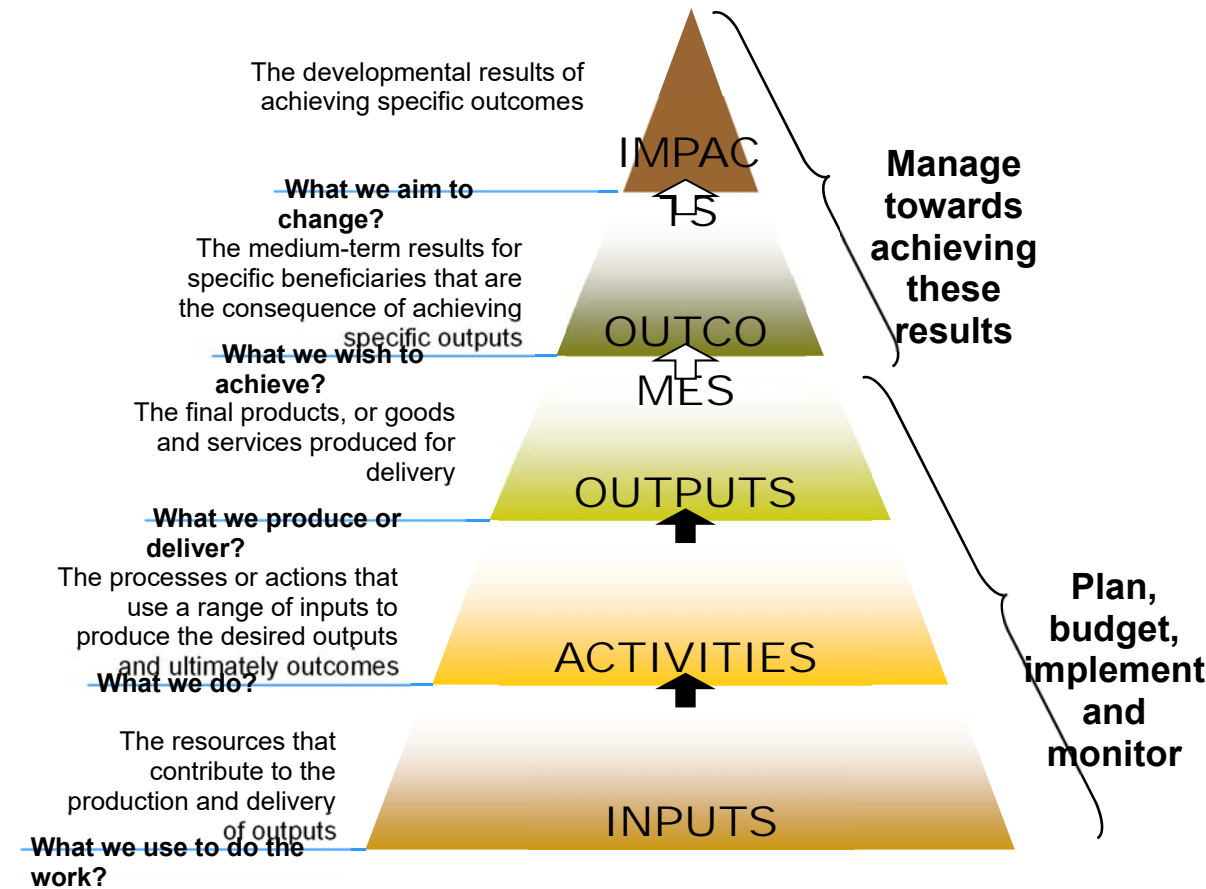 The developmental results of
achieving specific outcomes
IMPAC
TS
What we aim to
change?
The medium-term results for
specific beneficiaries that are
the consequence of achieving
specific outputs
OUTCO
MES
What we wish to
achieve?
The final products, or goods
and services produced for
delivery
OUTPUTS
What we produce or
deliver?
The processes or actions that
use a range of inputs to
produce the desired outputs
and ultimately outcomes
ACTIVITIES
What we do?
The resources that
contribute to the
production and delivery
of outputs
INPUTS
What we use to do the
work?
Manage
towards
achieving
these
results
Plan,
budget,
implement
and
monitor